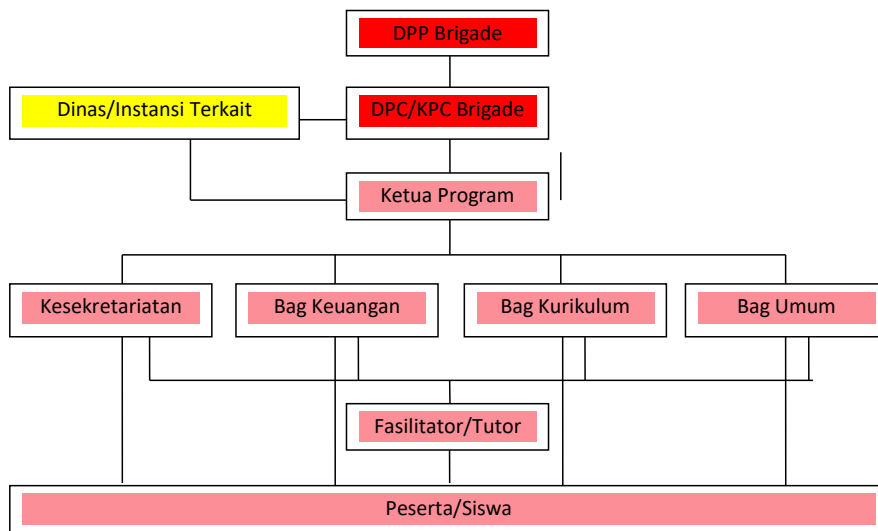 DPP Brigade
Dinas/Instansi Terkait
DPC/KPC Brigade
Ketua Program
Kesekretariatan
Bag Keuangan
Bag Kurikulum
Bag Umum
Fasilitator/Tutor
Peserta/Siswa